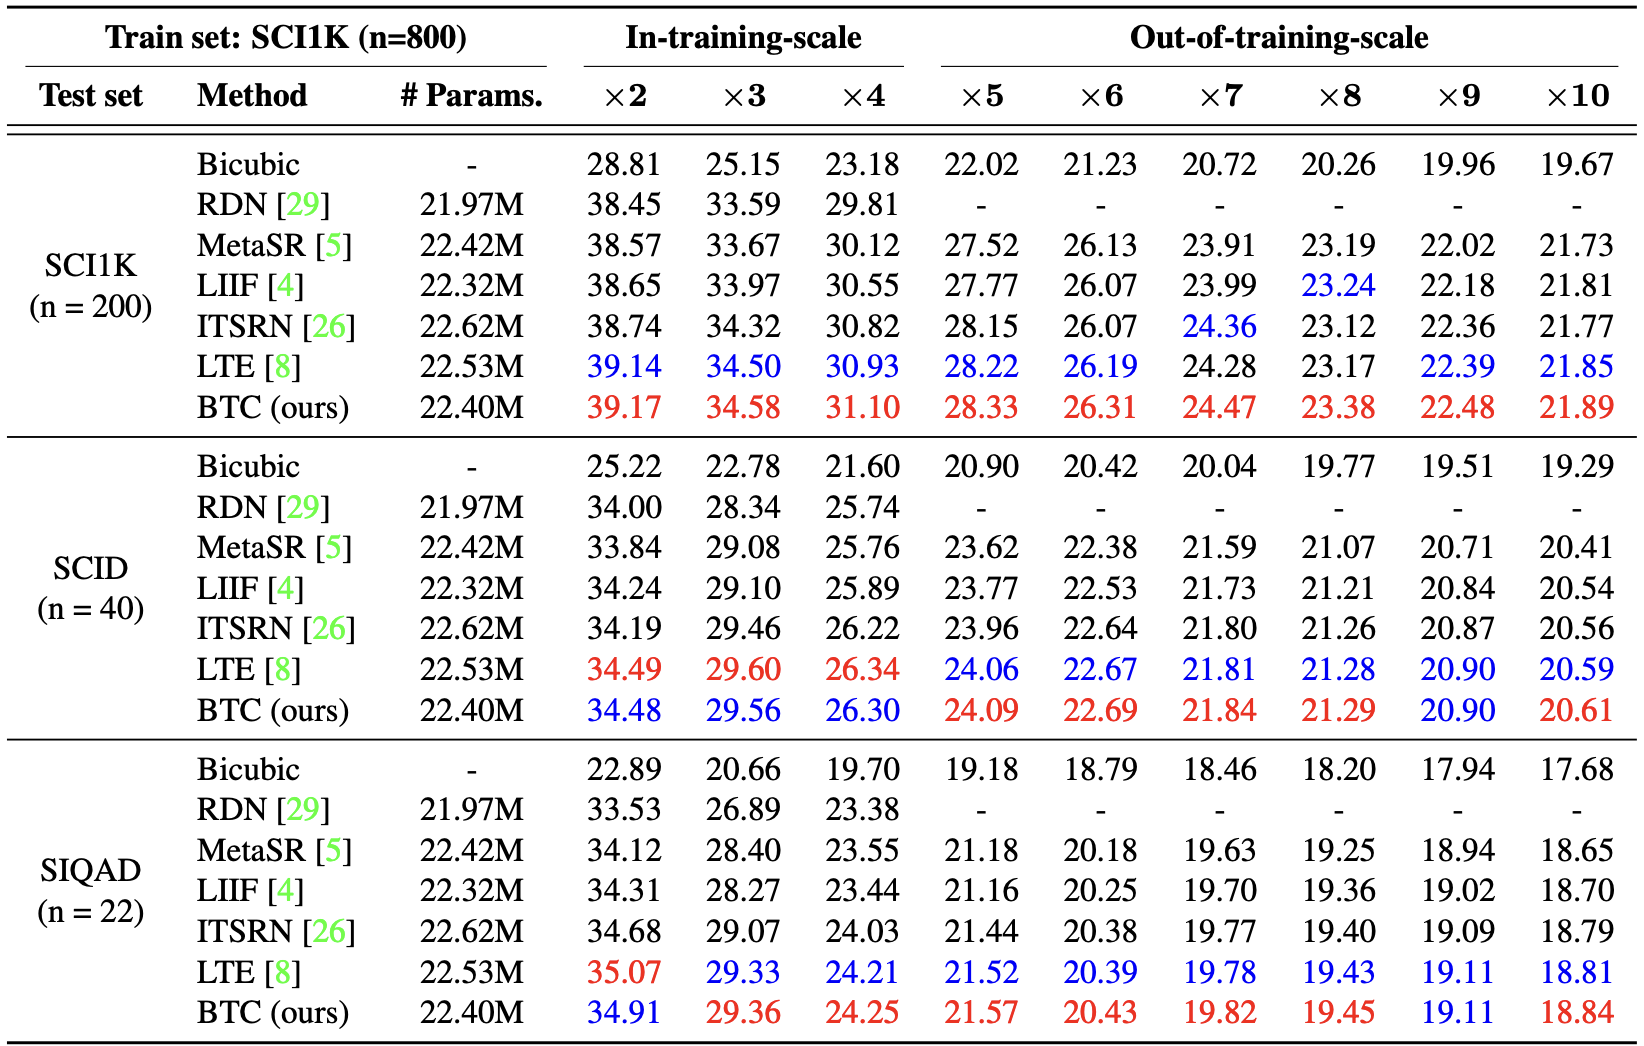 Train set: SCI1K (n=800) In-training-scale Out-of-training-scale
Test set Method # Params. ×2 ×3 ×4 ×5 ×6 ×7 ×8 ×9 ×10
SCI1K
(n = 200)
Bicubic - 28.81 25.15 23.18 22.02 21.23 20.72 20.26 19.96 19.67
RDN [29] 21.97M 38.45 33.59 29.81 - - - - - -
MetaSR [5] 22.42M 38.57 33.67 30.12 27.52 26.13 23.91 23.19 22.02 21.73
LIIF [4] 22.32M 38.65 33.97 30.55 27.77 26.07 23.99 23.24 22.18 21.81
ITSRN [26] 22.62M 38.74 34.32 30.82 28.15 26.07 24.36 23.12 22.36 21.77
LTE [8] 22.53M 39.14 34.50 30.93 28.22 26.19 24.28 23.17 22.39 21.85
BTC (ours) 22.40M 39.17 34.58 31.10 28.33 26.31 24.47 23.38 22.48 21.89
SCID
(n = 40)
Bicubic - 25.22 22.78 21.60 20.90 20.42 20.04 19.77 19.51 19.29
RDN [29] 21.97M 34.00 28.34 25.74 - - - - - -
MetaSR [5] 22.42M 33.84 29.08 25.76 23.62 22.38 21.59 21.07 20.71 20.41
LIIF [4] 22.32M 34.24 29.10 25.89 23.77 22.53 21.73 21.21 20.84 20.54
ITSRN [26] 22.62M 34.19 29.46 26.22 23.96 22.64 21.80 21.26 20.87 20.56
LTE [8] 22.53M 34.49 29.60 26.34 24.06 22.67 21.81 21.28 20.90 20.59
BTC (ours) 22.40M 34.48 29.56 26.30 24.09 22.69 21.84 21.29 20.90 20.61
SIQAD
(n = 22)
Bicubic - 22.89 20.66 19.70 19.18 18.79 18.46 18.20 17.94 17.68
RDN [29] 21.97M 33.53 26.89 23.38 - - - - - -
MetaSR [5] 22.42M 34.12 28.40 23.55 21.18 20.18 19.63 19.25 18.94 18.65
LIIF [4] 22.32M 34.31 28.27 23.44 21.16 20.25 19.70 19.36 19.02 18.70
ITSRN [26] 22.62M 34.68 29.07 24.03 21.44 20.38 19.77 19.40 19.09 18.79
LTE [8] 22.53M 35.07 29.33 24.21 21.52 20.39 19.78 19.43 19.11 18.81
BTC (ours) 22.40M 34.91 29.36 24.25 21.57 20.43 19.82 19.45 19.11 18.84